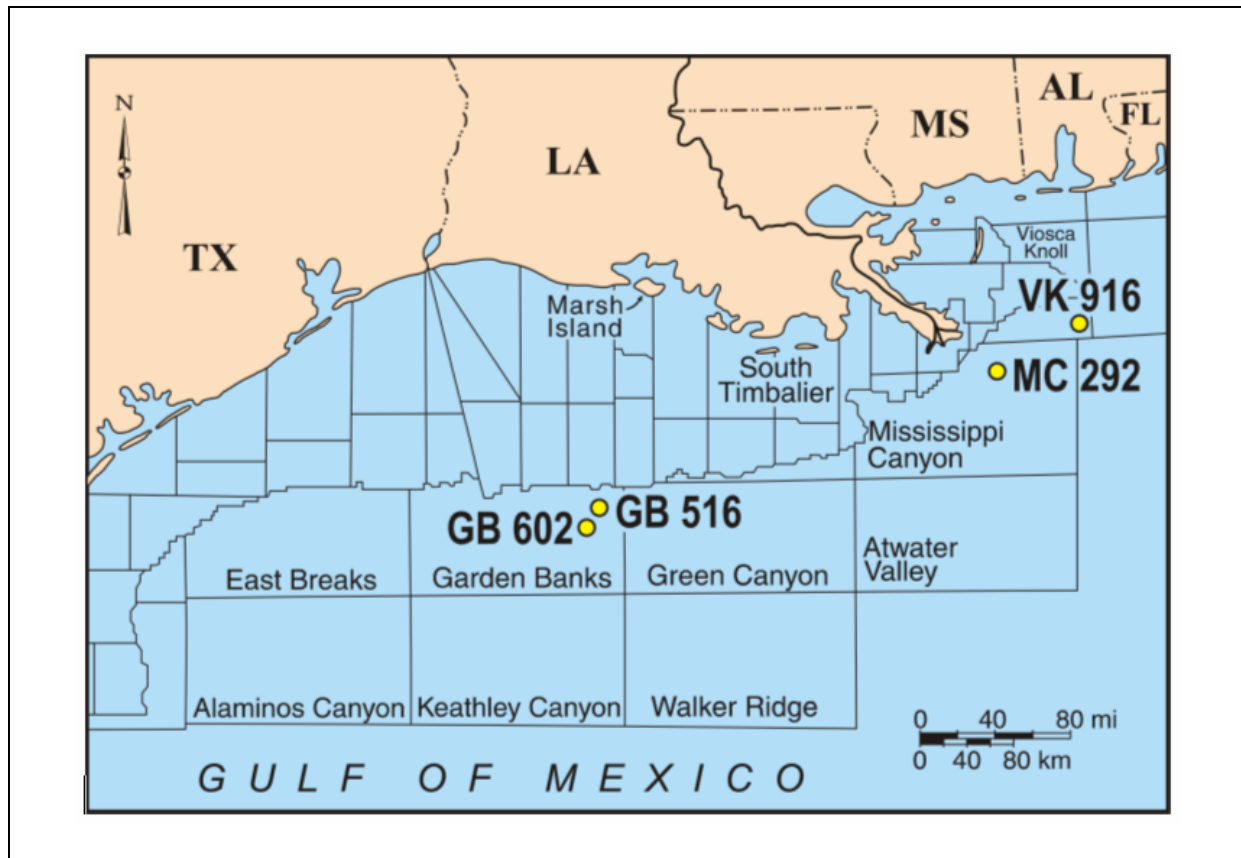 N
TX
LA
MS
AL
FL
Viosca
Knoll
VK 916
Marsh
Island
MC 292
South
Timbalier
Mississippi
Canyon
GB 516
GB 602
Atwater
Valley
East Breaks
Garden Banks
Green Canyon
Alaminos Canyon
Keathley Canyon
Walker Ridge
0 40 80 mi
0 40 80 km
GULF OF MEXICO